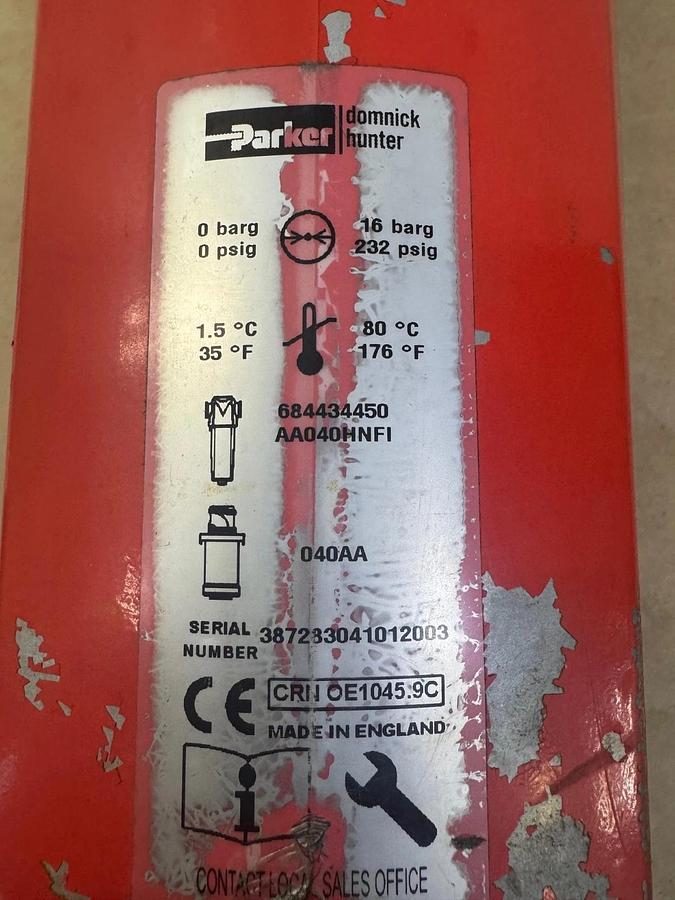 Parker
domnick
hunter
0 barg
0 psig
16 barg
232 psig
1.5 °C
35 °F
80 °C
176 °F
684434450
AA040HNFI
040AA
SERIAL
NUMBER
387283041012003
CE
CRN OE1045.9C
MADE IN ENGLAND
i
CONTACT LOCAL SALES OFFICE